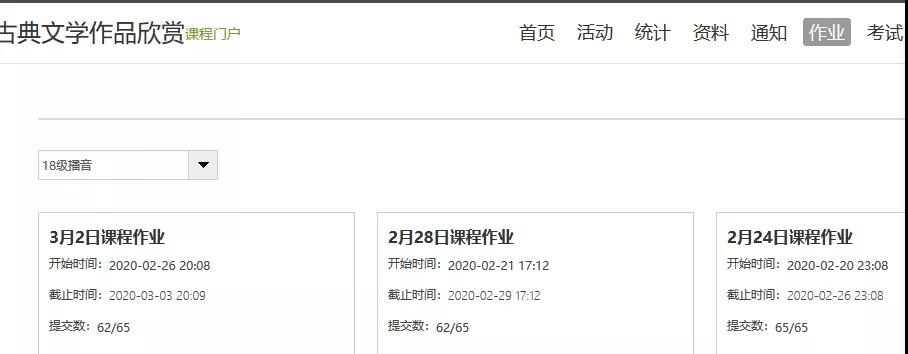 古典文学作品欣赏课程门户
首页 活动 统计 资料 通知 作业 考试
18级播音
3月2日课程作业
开始时间：2020-02-26 20:08
截止时间：2020-03-03 20:09
提交数：62/65
2月28日课程作业
开始时间：2020-02-21 17:12
截止时间：2020-02-29 17:12
提交数：62/65
2月24日课程作业
开始时间：2020-02-20 23:08
截止时间：2020-02-26 23:08
提交数：65/65